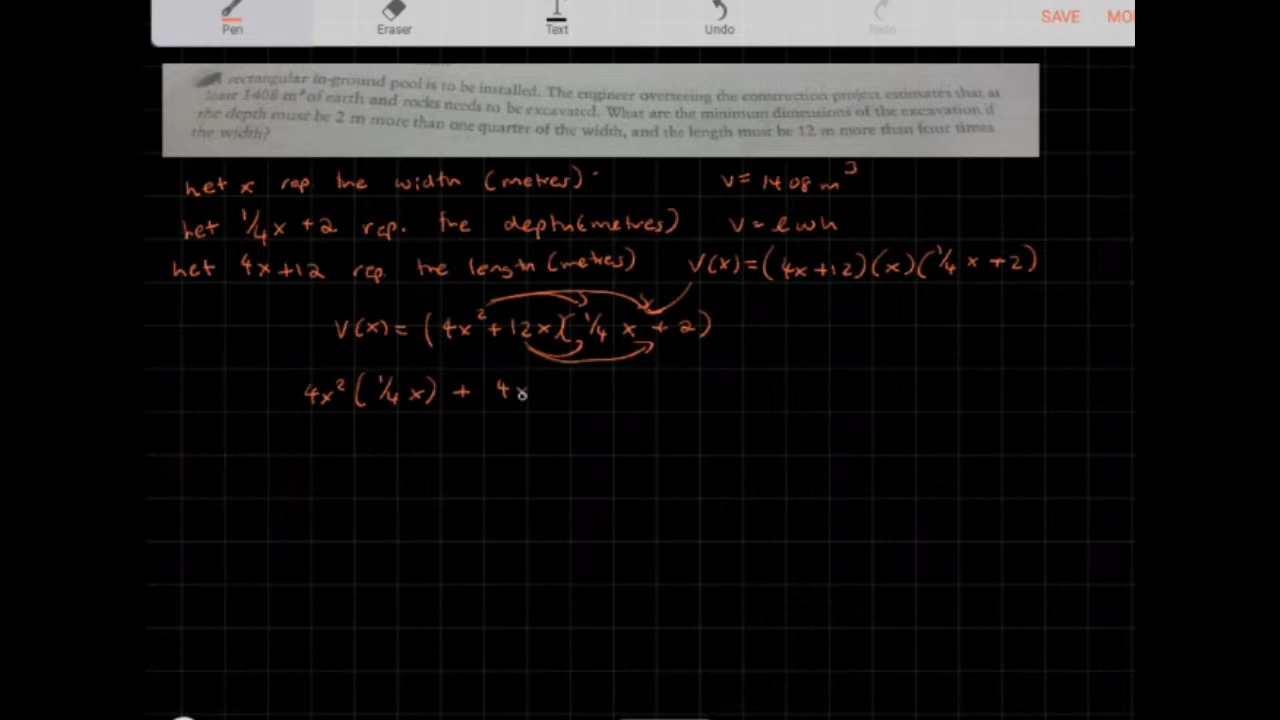 Pen Eraser Text Undo Redo SAVE MO
rectangular in-ground pool is to be installed. The engineer overseeing the construction project estimates that at
least 1408 m³ of earth and rocks needs to be excavated. What are the minimum dimensions of the excavation if
the depth must be 2 m more than one quarter of the width, and the length must be 12 m more than four times
the width?
Let x rep. the width (metres). V = 1408 m³
Let 1/4x + 2 rep. the depth (metres) V = lwh
Let 4x+12 rep. the length (metres) V(x) = (4x+12)(x)(1/4 x + 2)
V(x) = (4x² + 12x)(1/4 x + 2)
4x² (1/4 x) + 4x